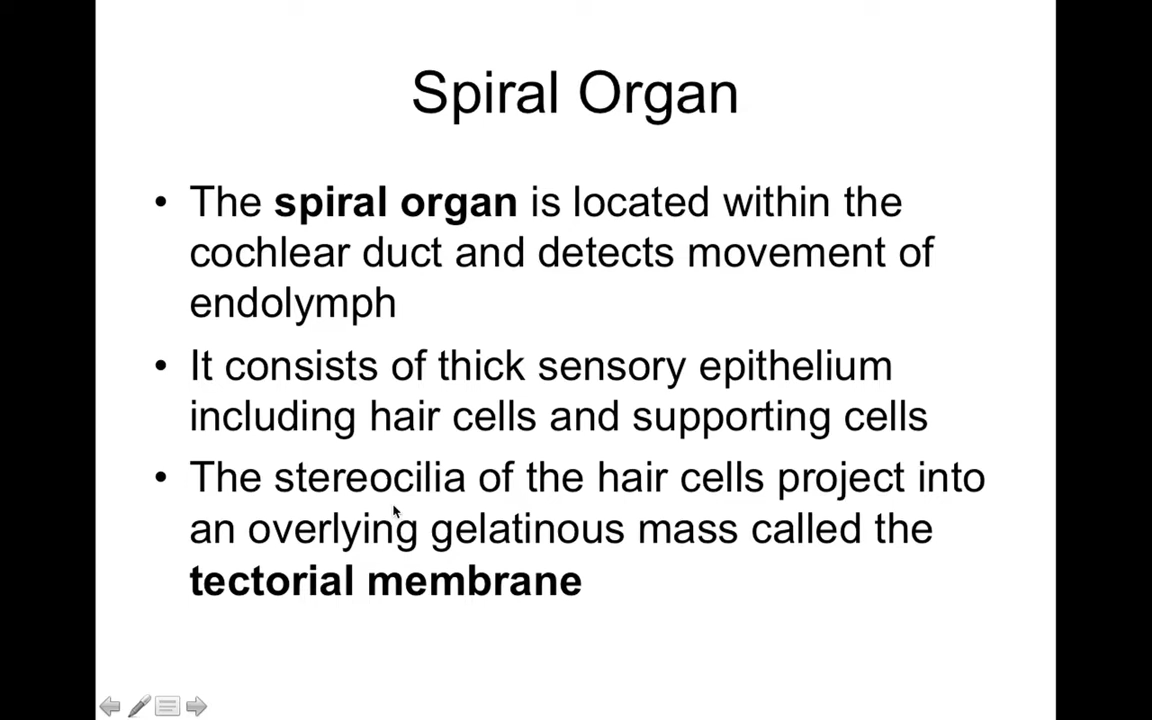 Spiral Organ
• The spiral organ is located within the
cochlear duct and detects movement of
endolymph
• It consists of thick sensory epithelium
including hair cells and supporting cells
• The stereocilia of the hair cells project into
an overlying gelatinous mass called the
tectorial membrane